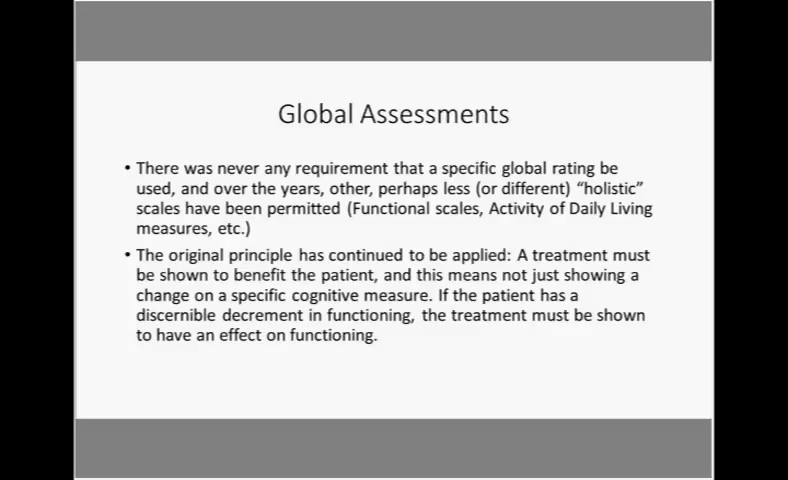 Global Assessments
• There was never any requirement that a specific global rating be
used, and over the years, other, perhaps less (or different) “holistic”
scales have been permitted (Functional scales, Activity of Daily Living
measures, etc.)
• The original principle has continued to be applied: A treatment must
be shown to benefit the patient, and this means not just showing a
change on a specific cognitive measure. If the patient has a
discernible decrement in functioning, the treatment must be shown
to have an effect on functioning.